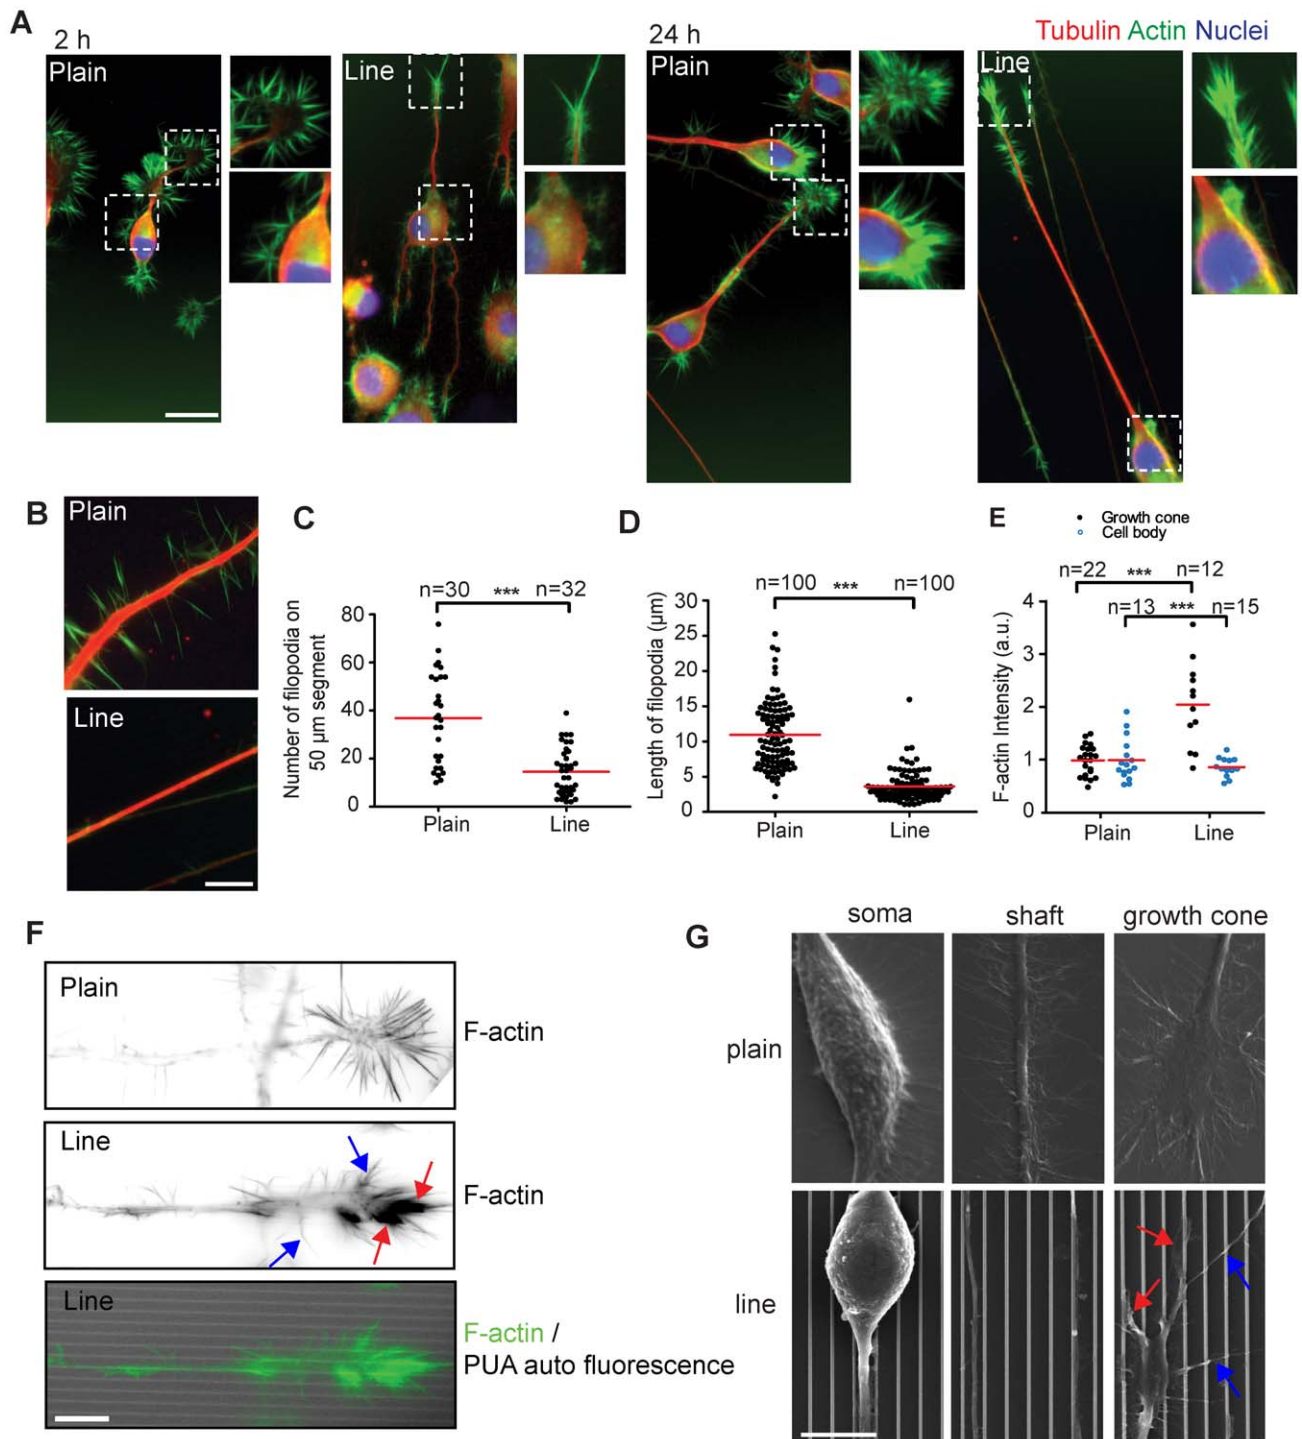 A
2 h
24 h
Tubulin Actin Nuclei
Plain
Line
Plain
Line
B
Plain
Line
C
n=30 *** n=32
Number of filopodia on
50 µm segment
80
60
40
20
0
Plain Line
D
n=100 *** n=100
Length of filopodia (µm)
30
25
20
15
10
5
0
Plain Line
E
Growth cone
Cell body
n=22 *** n=12
n=13 *** n=15
F-actin Intensity (a.u.)
4
3
2
1
0
Plain Line
F
Plain
F-actin
Line
F-actin
Line
F-actin /
PUA auto fluorescence
G
soma shaft growth cone
plain
line